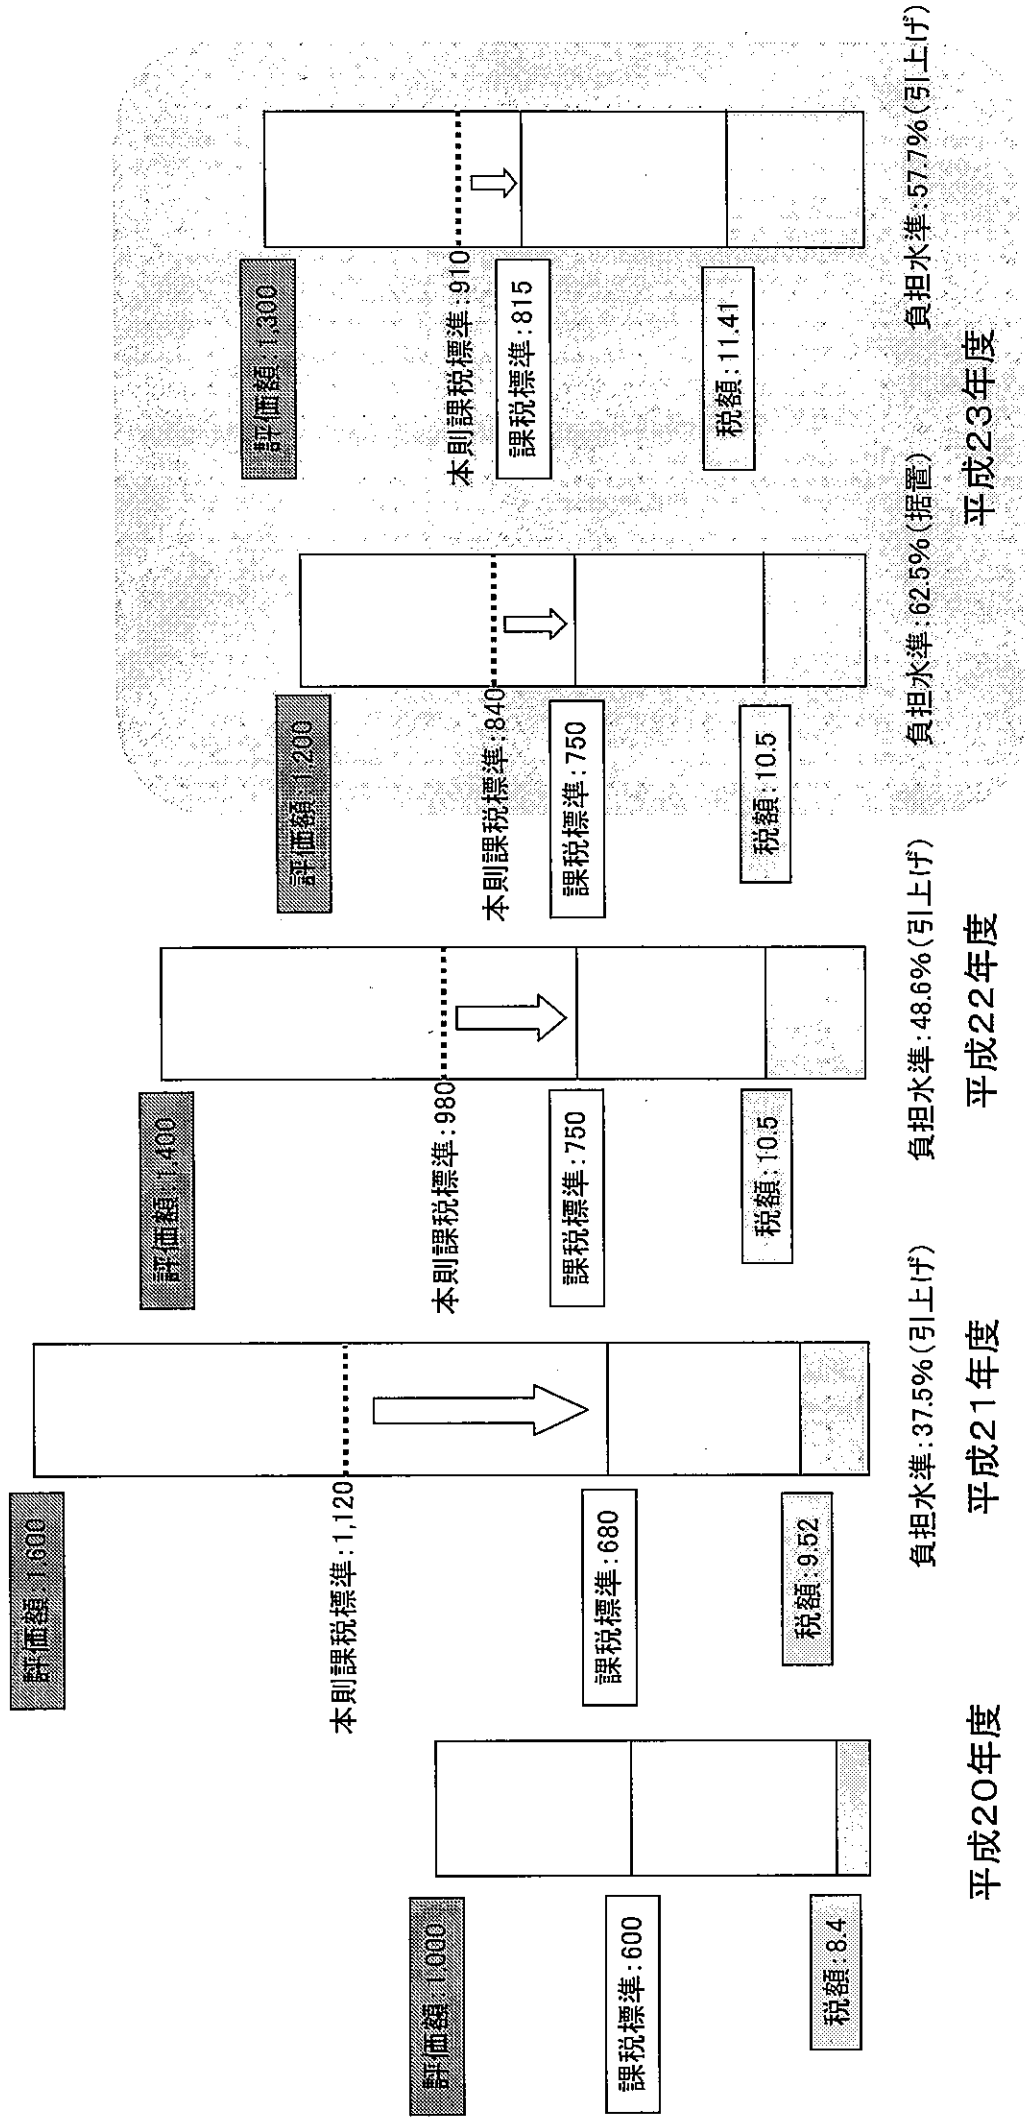 評価額:1,000
課税標準:600
税額:8.4
平成20年度
評価額:1,600
本則課税標準:1,120
課税標準:680
税額:9.52
負担水準:37.5%(引上げ)
平成21年度
評価額:1,400
本則課税標準:980
課税標準:750
税額:10.5
負担水準:48.6%(引上げ)
平成22年度
評価額:1,200
本則課税標準:840
課税標準:750
税額:10.5
負担水準:62.5%(据置)
評価額:1,300
本則課税標準:910
課税標準:815
税額:11.41
負担水準:57.7%(引上げ)
平成23年度